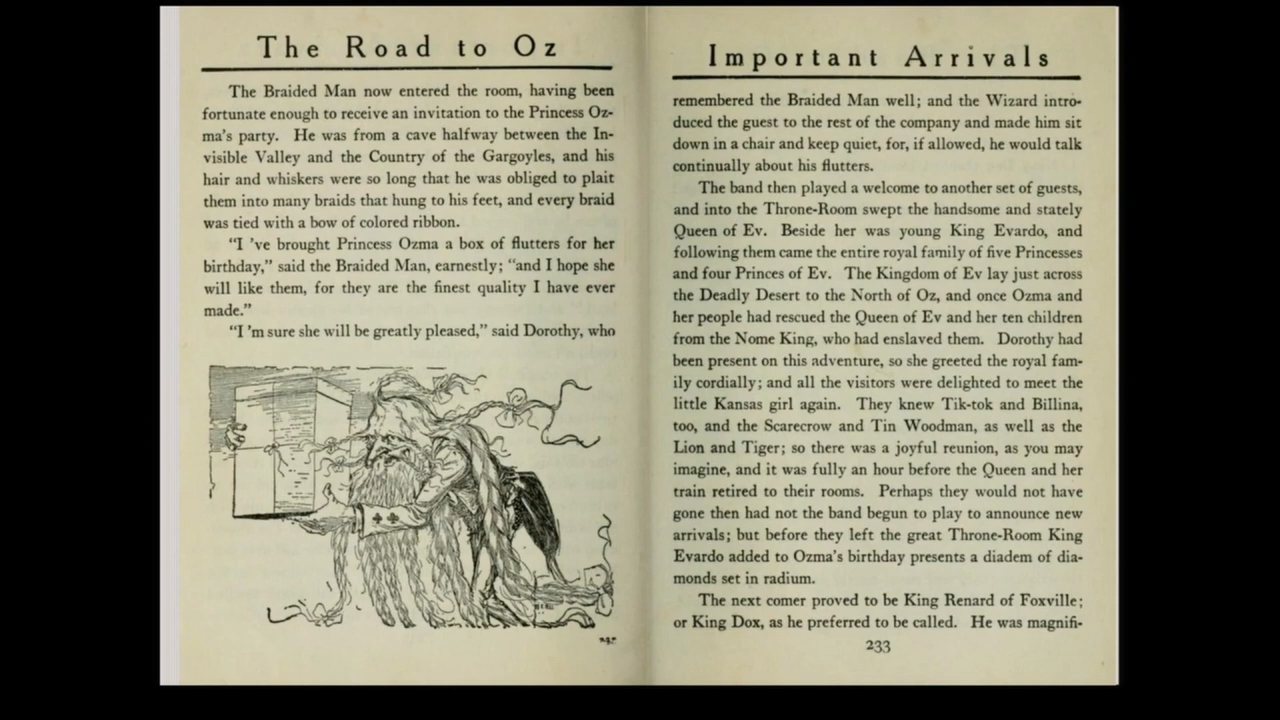 The Road to Oz
The Braided Man now entered the room, having been
fortunate enough to receive an invitation to the Princess Oz-
ma's party. He was from a cave halfway between the In-
visible Valley and the Country of the Gargoyles, and his
hair and whiskers were so long that he was obliged to plait
them into many braids that hung to his feet, and every braid
was tied with a bow of colored ribbon.
"I 've brought Princess Ozma a box of flutters for her
birthday," said the Braided Man, earnestly; "and I hope she
will like them, for they are the finest quality I have ever
made."
"I 'm sure she will be greatly pleased," said Dorothy, who
Important Arrivals
remembered the Braided Man well; and the Wizard intro-
duced the guest to the rest of the company and made him sit
down in a chair and keep quiet, for, if allowed, he would talk
continually about his flutters.
The band then played a welcome to another set of guests,
and into the Throne-Room swept the handsome and stately
Queen of Ev. Beside her was young King Evardo, and
following them came the entire royal family of five Princesses
and four Princes of Ev. The Kingdom of Ev lay just across
the Deadly Desert to the North of Oz, and once Ozma and
her people had rescued the Queen of Ev and her ten children
from the Nome King, who had enslaved them. Dorothy had
been present on this adventure, so she greeted the royal fam-
ily cordially; and all the visitors were delighted to meet the
little Kansas girl again. They knew Tik-tok and Billina,
too, and the Scarecrow and Tin Woodman, as well as the
Lion and Tiger; so there was a joyful reunion, as you may
imagine, and it was fully an hour before the Queen and her
train retired to their rooms. Perhaps they would not have
gone then had not the band begun to play to announce new
arrivals; but before they left the great Throne-Room King
Evardo added to Ozma's birthday presents a diadem of dia-
monds set in radium.
The next comer proved to be King Renard of Foxville;
or King Dox, as he preferred to be called. He was magnifi-
233